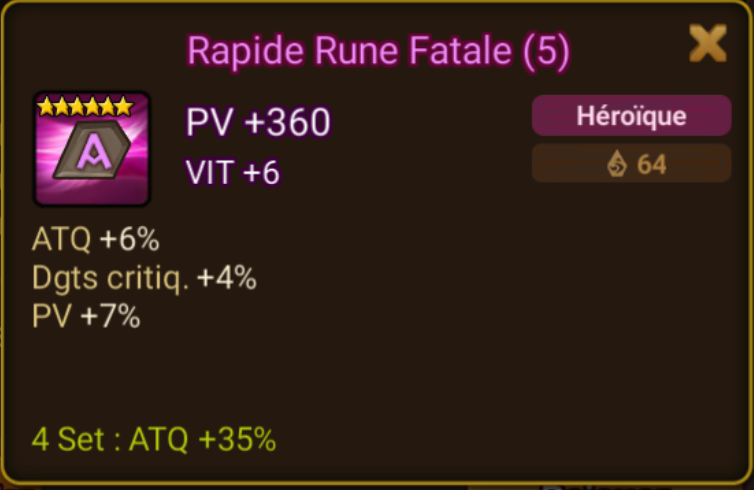 Rapide Rune Fatale (5)
PV +360
Héroïque
VIT +6
64
ATQ +6%
Dgts critiq. +4%
PV +7%
4 Set : ATQ +35%